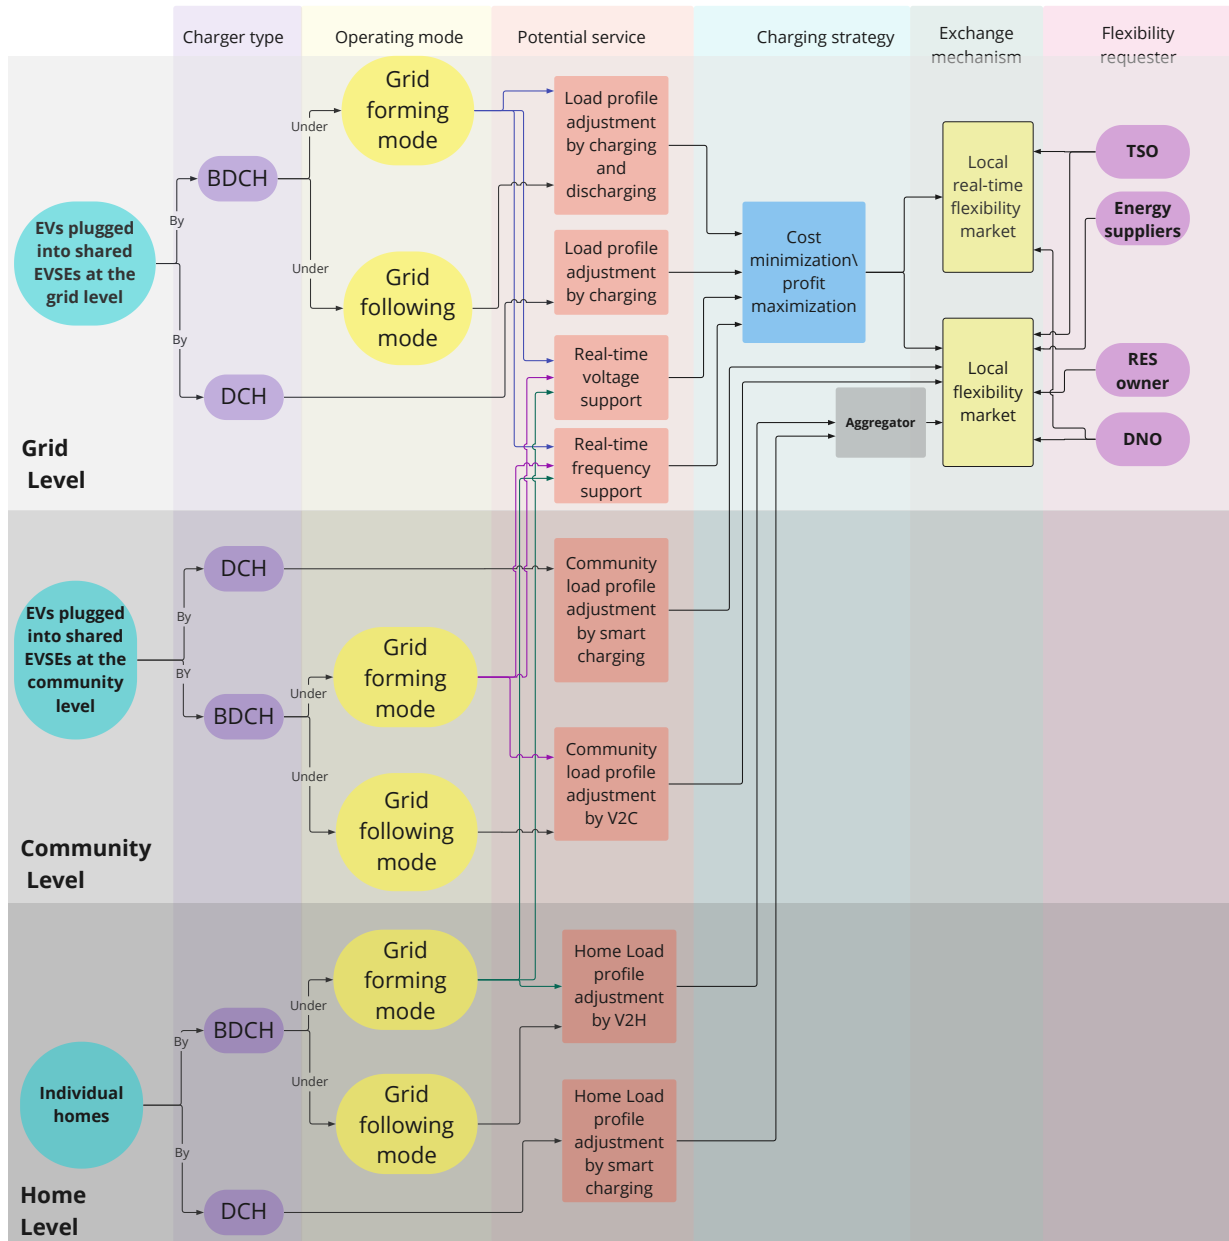 Charger type
Operating mode
Potential service
Charging strategy
Exchange
mechanism
Flexibility
requester
EVs plugged
into shared
EVSEs at the
grid level
By
By
BDCH
DCH
Under
Under
Grid
forming
mode
Grid
following
mode
Load profile
adjustment
by charging
and
discharging
Load profile
adjustment
by charging
Real-time
voltage
support
Real-time
frequency
support
Cost
minimization\
profit
maximization
Aggregator
Local
real-time
flexibility
market
Local
flexibility
market
TSO
Energy
suppliers
RES
owner
DNO
Grid
Level
EVs plugged
into shared
EVSEs at the
community
level
By
BY
DCH
BDCH
Under
Under
Grid
forming
mode
Grid
following
mode
Community
load profile
adjustment
by smart
charging
Community
load profile
adjustment
by V2C
Community
Level
Individual
homes
By
By
BDCH
DCH
Under
Under
Grid
forming
mode
Grid
following
mode
Home Load
profile
adjustment
by V2H
Home Load
profile
adjustment
by smart
charging
Home
Level